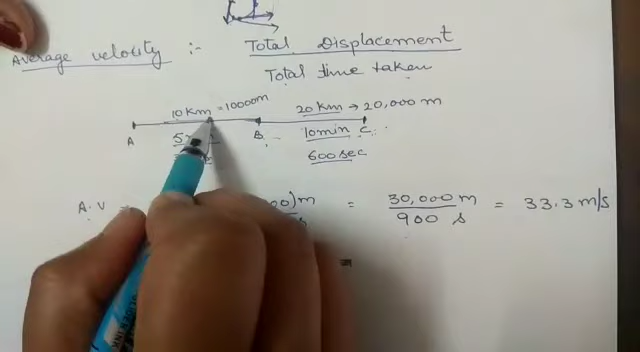 Average velocity :- Total Displacement
Total time taken
10 Km = 10000m 20 Km → 20,000 m
A B 10min C
600 sec
A.V = 30,000 m = 33.3 m/s
900 s